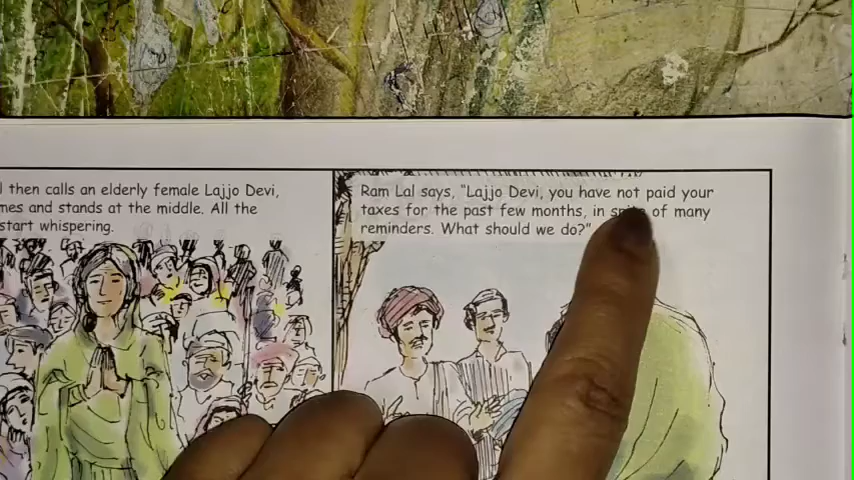 l then calls an elderly female Lajjo Devi,
mes and stands at the middle. All the
start whispering.
Ram Lal says, "Lajjo Devi, you have not paid your
taxes for the past few months, in spite of many
reminders. What should we do?"